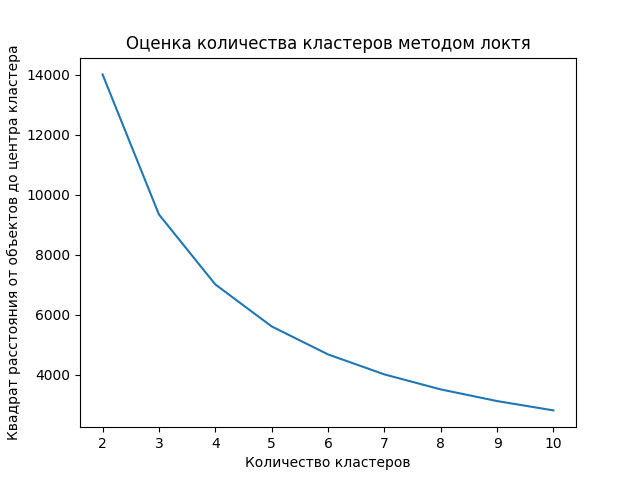 Оценка количества кластеров методом локтя
Квадрат расстояния от объектов до центра кластера
14000
12000
10000
8000
6000
4000
2 3 4 5 6 7 8 9 10
Количество кластеров